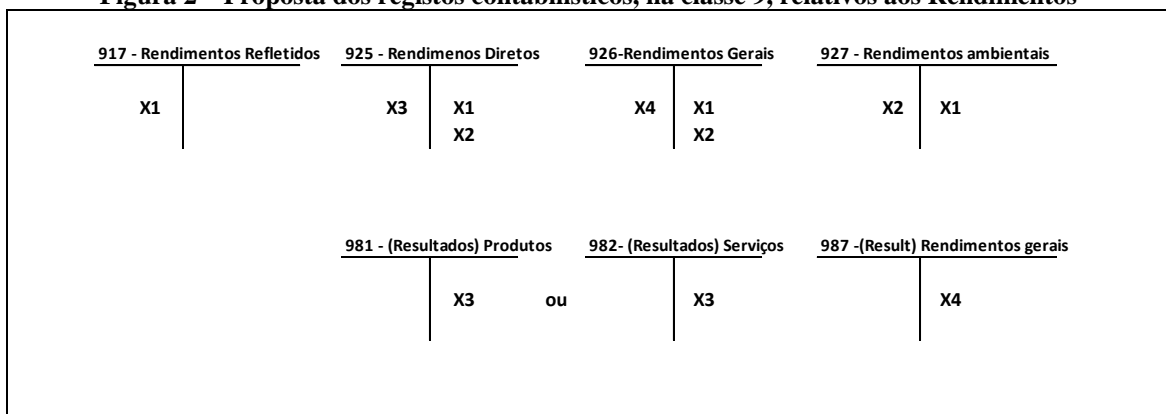 Figura 2 – Proposta dos registos contabilísticos, na classe 9, relativos aos Rendimentos
917 - Rendimentos Refletidos 925 - Rendimenos Diretos 926-Rendimentos Gerais 927 - Rendimentos ambientais
X1 X3 X1 X4 X1 X2 X1
X2 X2
981 - (Resultados) Produtos 982- (Resultados) Serviços 987 -(Result) Rendimentos gerais
X3 ou X3 X4